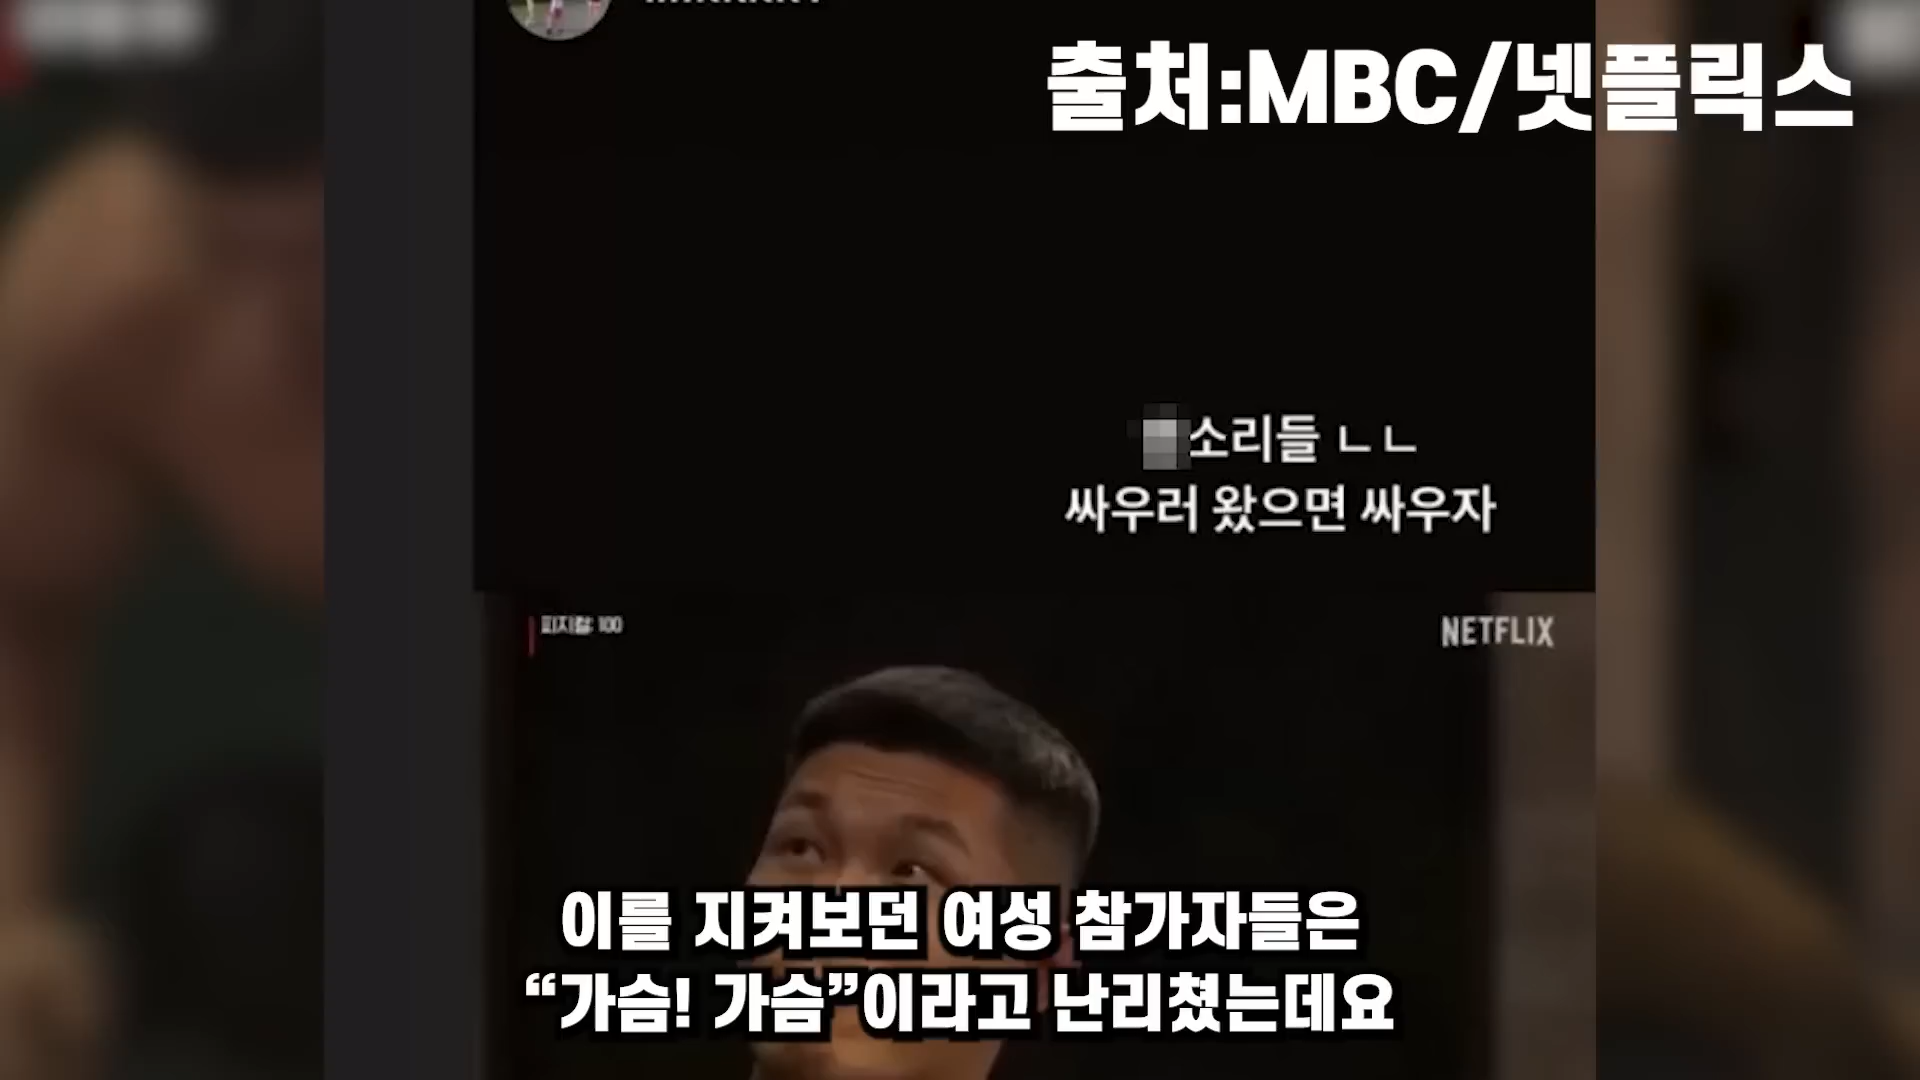 출처:MBC/넷플릭스
소리들 ㄴㄴ
싸우러 왔으면 싸우자
피지컬: 100
NETFLIX
이를 지켜보던 여성 참가자들은
“가슴! 가슴”이라고 난리쳤는데요